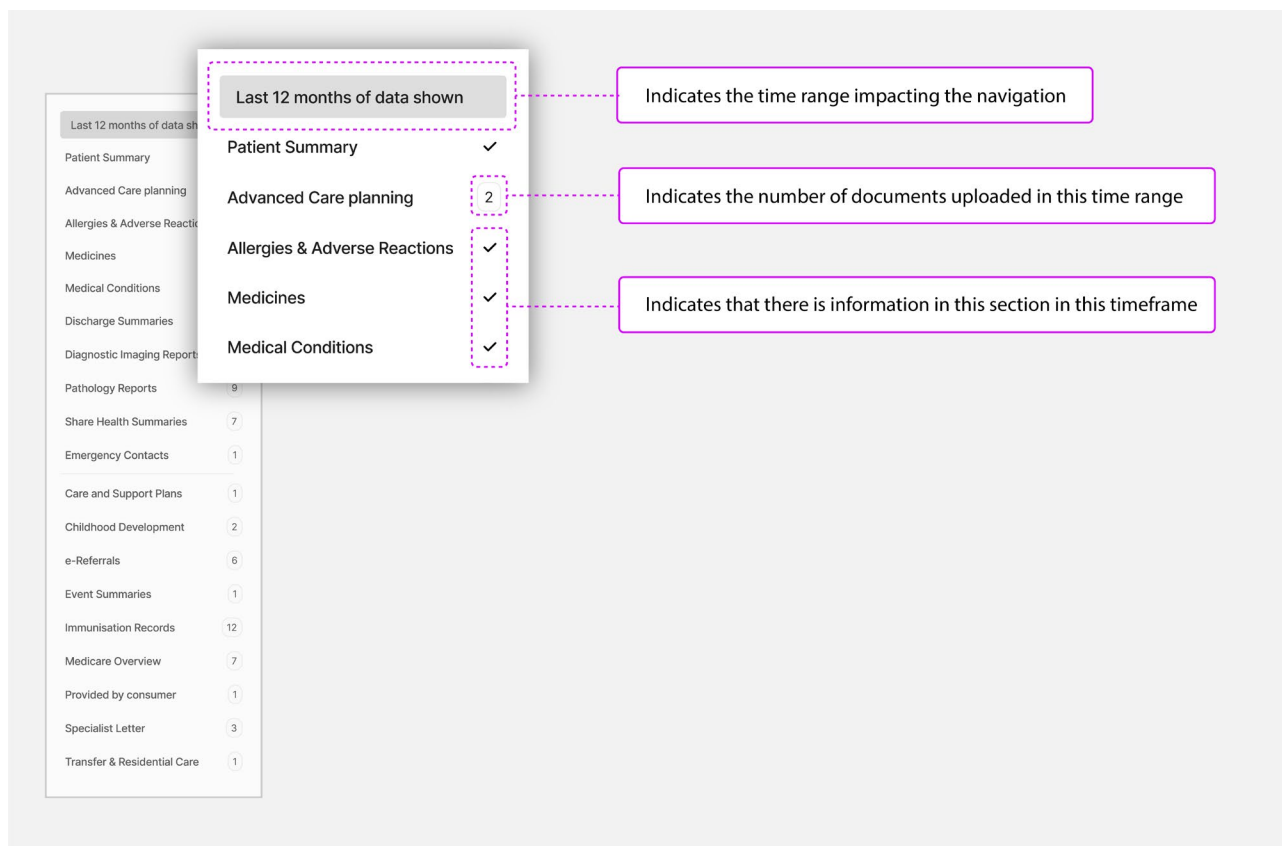 Last 12 months of data shown
Patient Summary
Advanced Care planning
2
Allergies & Adverse Reactions
Medicines
Medical Conditions
Indicates the time range impacting the navigation
Indicates the number of documents uploaded in this time range
Indicates that there is information in this section in this timeframe
Last 12 months of data
Patient Summary
Advanced Care planning
Allergies & Adverse
Medicines
Medical Conditions
Discharge Summaries
Diagnostic Imaging
Pathology Reports 9
Share Health Summaries 7
Emergency Contacts 1
Care and Support Plans 1
Childhood Development 2
e-Referrals 6
Event Summaries 1
Immunisation Records 12
Medicare Overview 7
Provided by consumer 1
Specialist Letter 3
Transfer & Residential Care 1